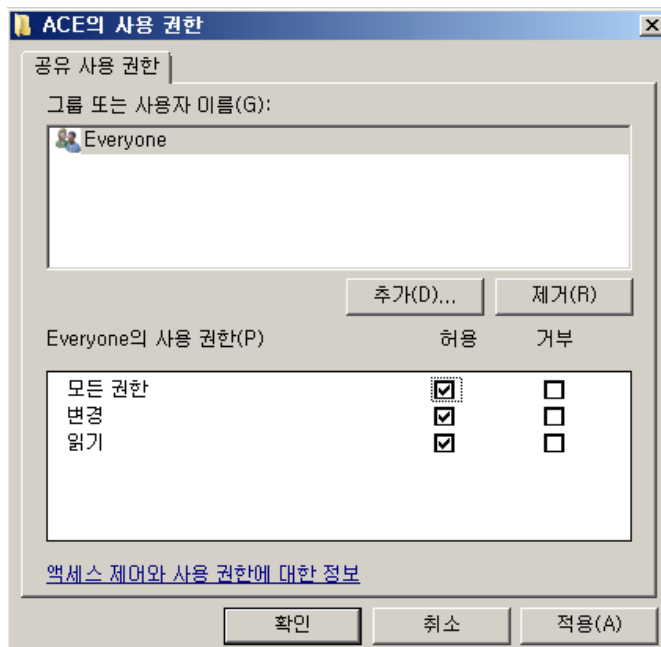 ACE의 사용 권한
공유 사용 권한
그룹 또는 사용자 이름(G):
Everyone
추가(D)... 제거(R)
Everyone의 사용 권한(P) 허용 거부
모든 권한
변경
읽기
액세스 제어와 사용 권한에 대한 정보
확인 취소 적용(A)